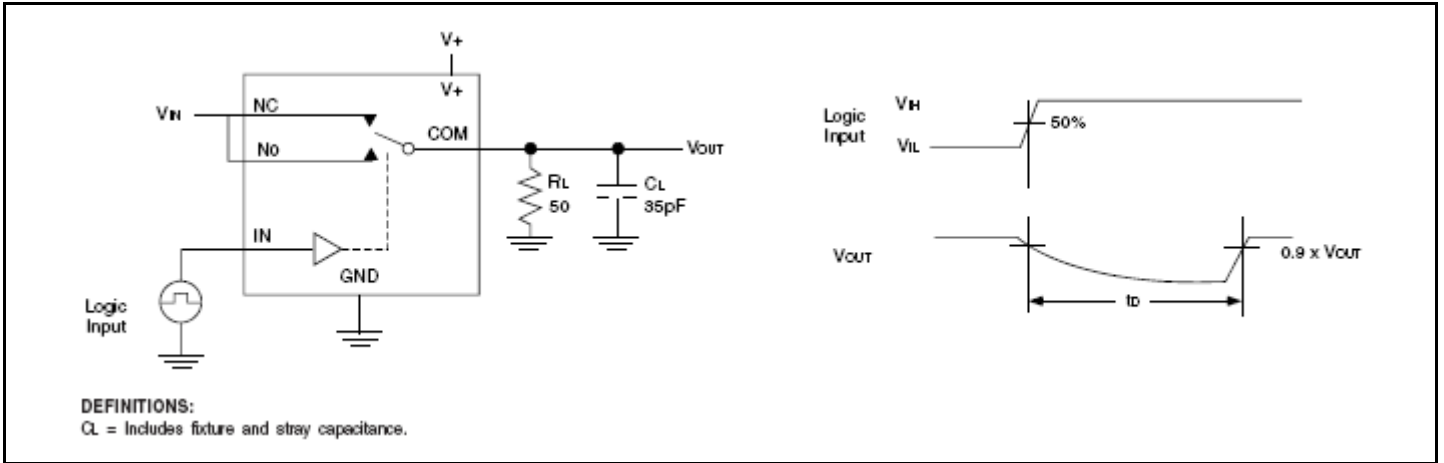 V+
V+
VIN
NC
COM
N0
VOUT
RL
50
CL
35pF
IN
GND
Logic
Input
Logic
Input
VIH
VIL
50%
VOUT
0.9 x VOUT
tD
DEFINITIONS:
CL = Includes fixture and stray capacitance.